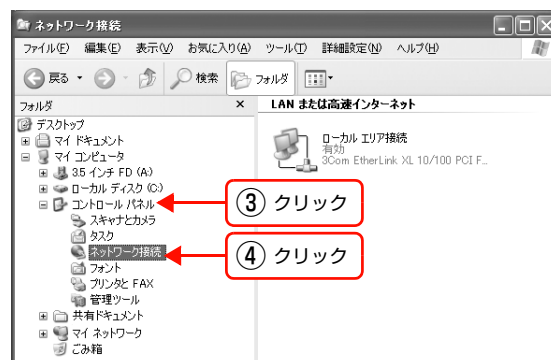 ネットワーク接続
ファイル(F) 編集(E) 表示(V) お気に入り(A) ツール(T) 詳細設定(N) ヘルプ(H)
戻る 検索 フォルダ
フォルダ ×
デスクトップ
マイ ドキュメント
マイ コンピュータ
3.5 インチ FD (A:)
ローカル ディスク (C:)
コントロール パネル
スキャナとカメラ
タスク
ネットワーク接続
フォント
プリンタと FAX
管理ツール
共有ドキュメント
マイ ネットワーク
ごみ箱
LAN または高速インターネット
ローカル エリア接続
有効
3Com EtherLink XL 10/100 PCI F...
③ クリック
④ クリック